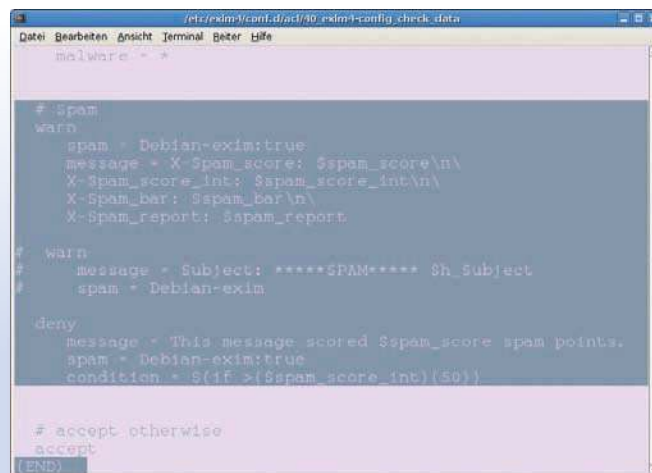 /etc/exim4/conf.d/acl/40_exim4-config_check_data
Datei Bearbeiten Ansicht Terminal Reiter Hilfe
malware = *
# Spam
warn
spam = Debian-exim:true
message = X-Spam_score: $spam_score\n\
X-Spam_score_int: $spam_score_int\n\
X-Spam_bar: $spam_bar\n\
X-Spam_report: $spam_report
# warn
# message = Subject: *****SPAM***** $h_Subject
# spam = Debian-exim
deny
message = This message scored $spam_score spam points.
spam = Debian-exim:true
condition = ${if >{$spam_score_int}{50}}
# accept otherwise
accept
(END)